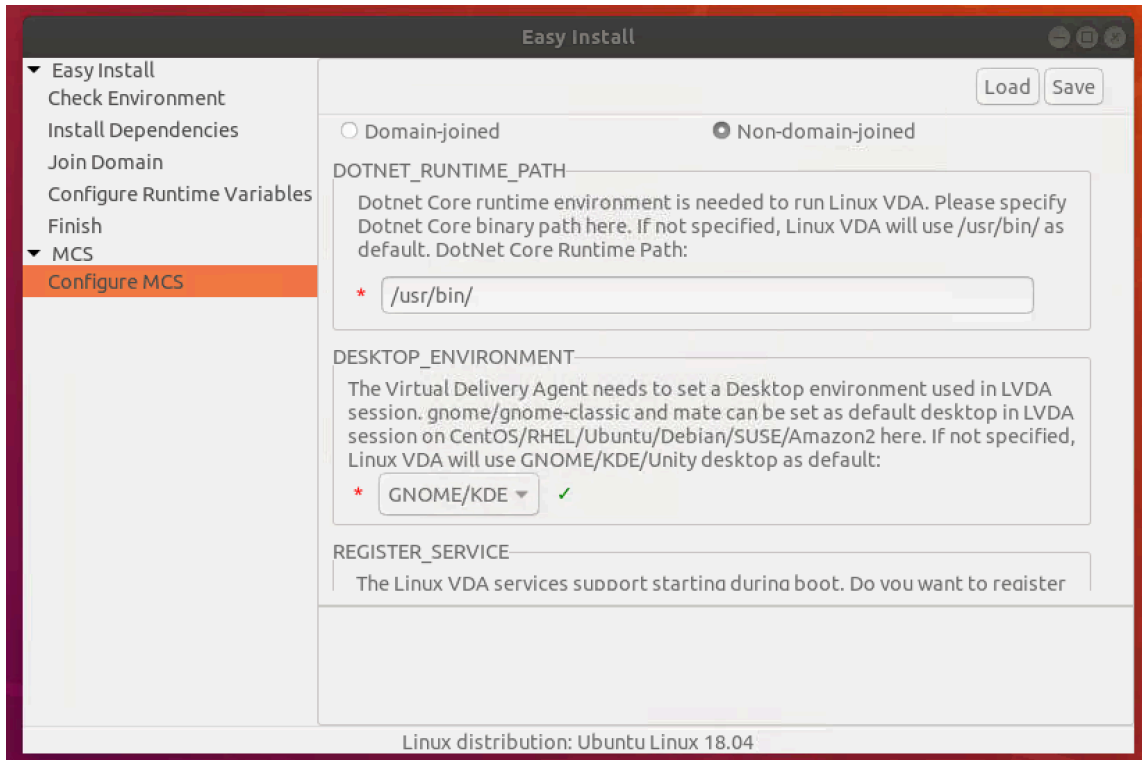 Easy Install
Easy Install
Check Environment
Install Dependencies
Join Domain
Configure Runtime Variables
Finish
MCS
Configure MCS
Load Save
Domain-joined Non-domain-joined
DOTNET_RUNTIME_PATH
Dotnet Core runtime environment is needed to run Linux VDA. Please specify
Dotnet Core binary path here. If not specified, Linux VDA will use /usr/bin/ as
default. DotNet Core Runtime Path:
* /usr/bin/
DESKTOP_ENVIRONMENT
The Virtual Delivery Agent needs to set a Desktop environment used in LVDA
session. gnome/gnome-classic and mate can be set as default desktop in LVDA
session on CentOS/RHEL/Ubuntu/Debian/SUSE/Amazon2 here. If not specified,
Linux VDA will use GNOME/KDE/Unity desktop as default:
* GNOME/KDE ✓
REGISTER_SERVICE
The Linux VDA services support starting during boot. Do you want to register
Linux distribution: Ubuntu Linux 18.04